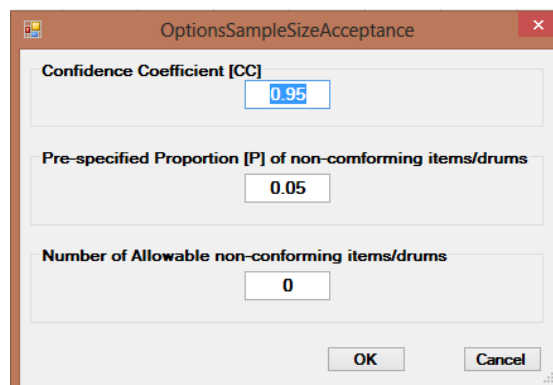 OptionsSampleSizeAcceptance
Confidence Coefficient [CC]
0.95
Pre-specified Proportion [P] of non-comforming items/drums
0.05
Number of Allowable non-conforming items/drums
0
OK Cancel